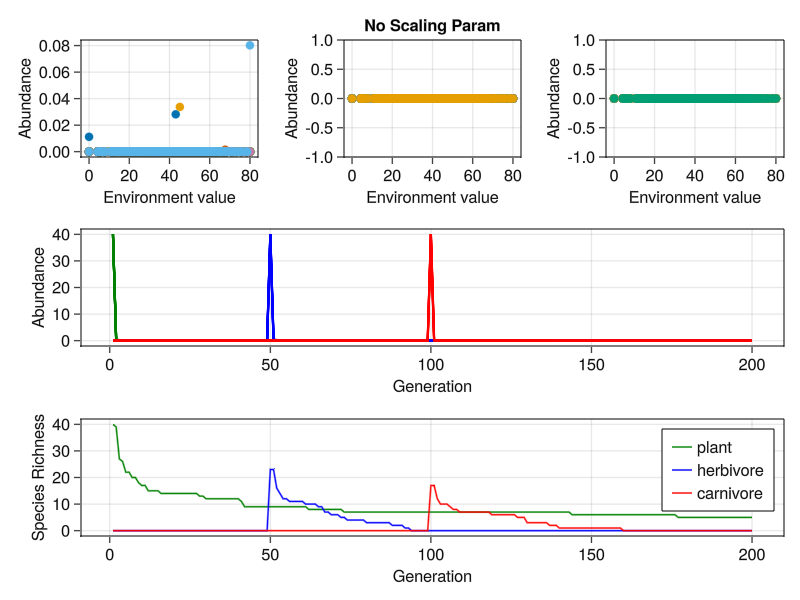 No Scaling Param
Abundance
0.08
0.06
0.04
0.02
0.00
0 20 40 60 80
Environment value
Abundance
1.0
0.5
0.0
-0.5
-1.0
0 20 40 60 80
Environment value
Abundance
1.0
0.5
0.0
-0.5
-1.0
0 20 40 60 80
Environment value
Abundance
40
30
20
10
0
0 50 100 150 200
Generation
Species Richness
40
30
20
10
0
0 50 100 150 200
Generation
plant
herbivore
carnivore